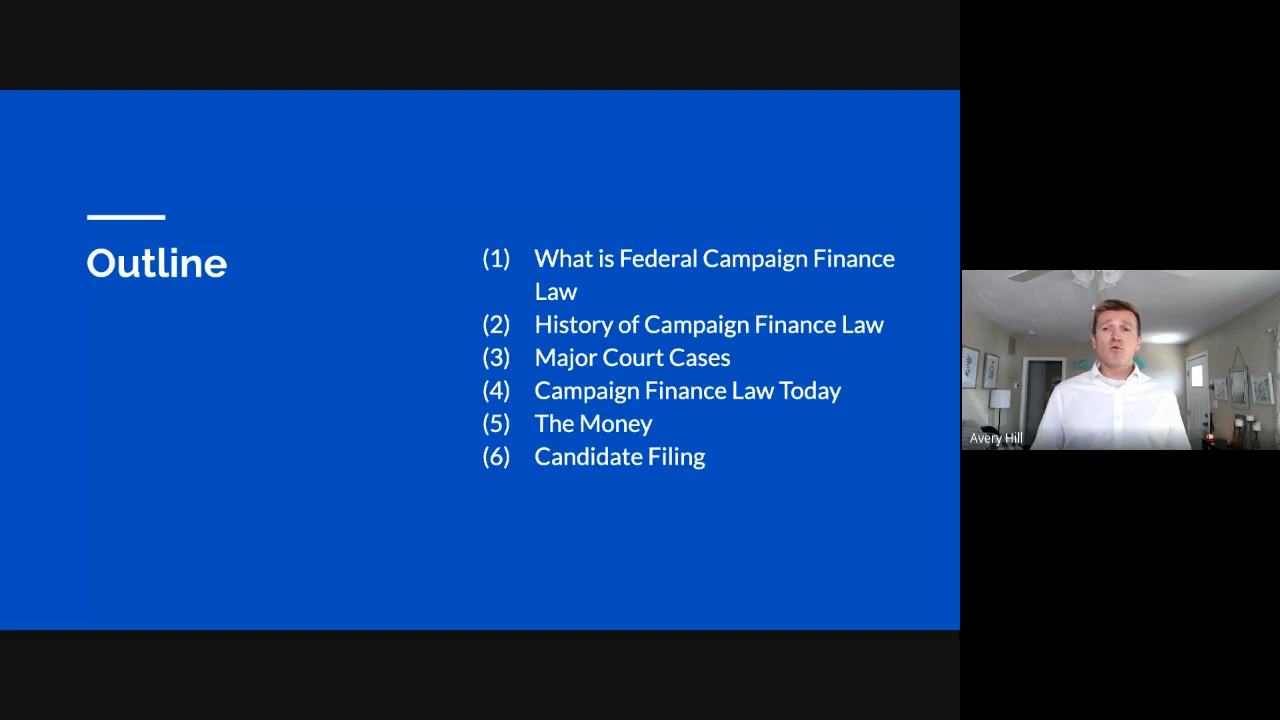 Outline
(1) What is Federal Campaign Finance
Law
(2) History of Campaign Finance Law
(3) Major Court Cases
(4) Campaign Finance Law Today
(5) The Money
(6) Candidate Filing
Avery Hill